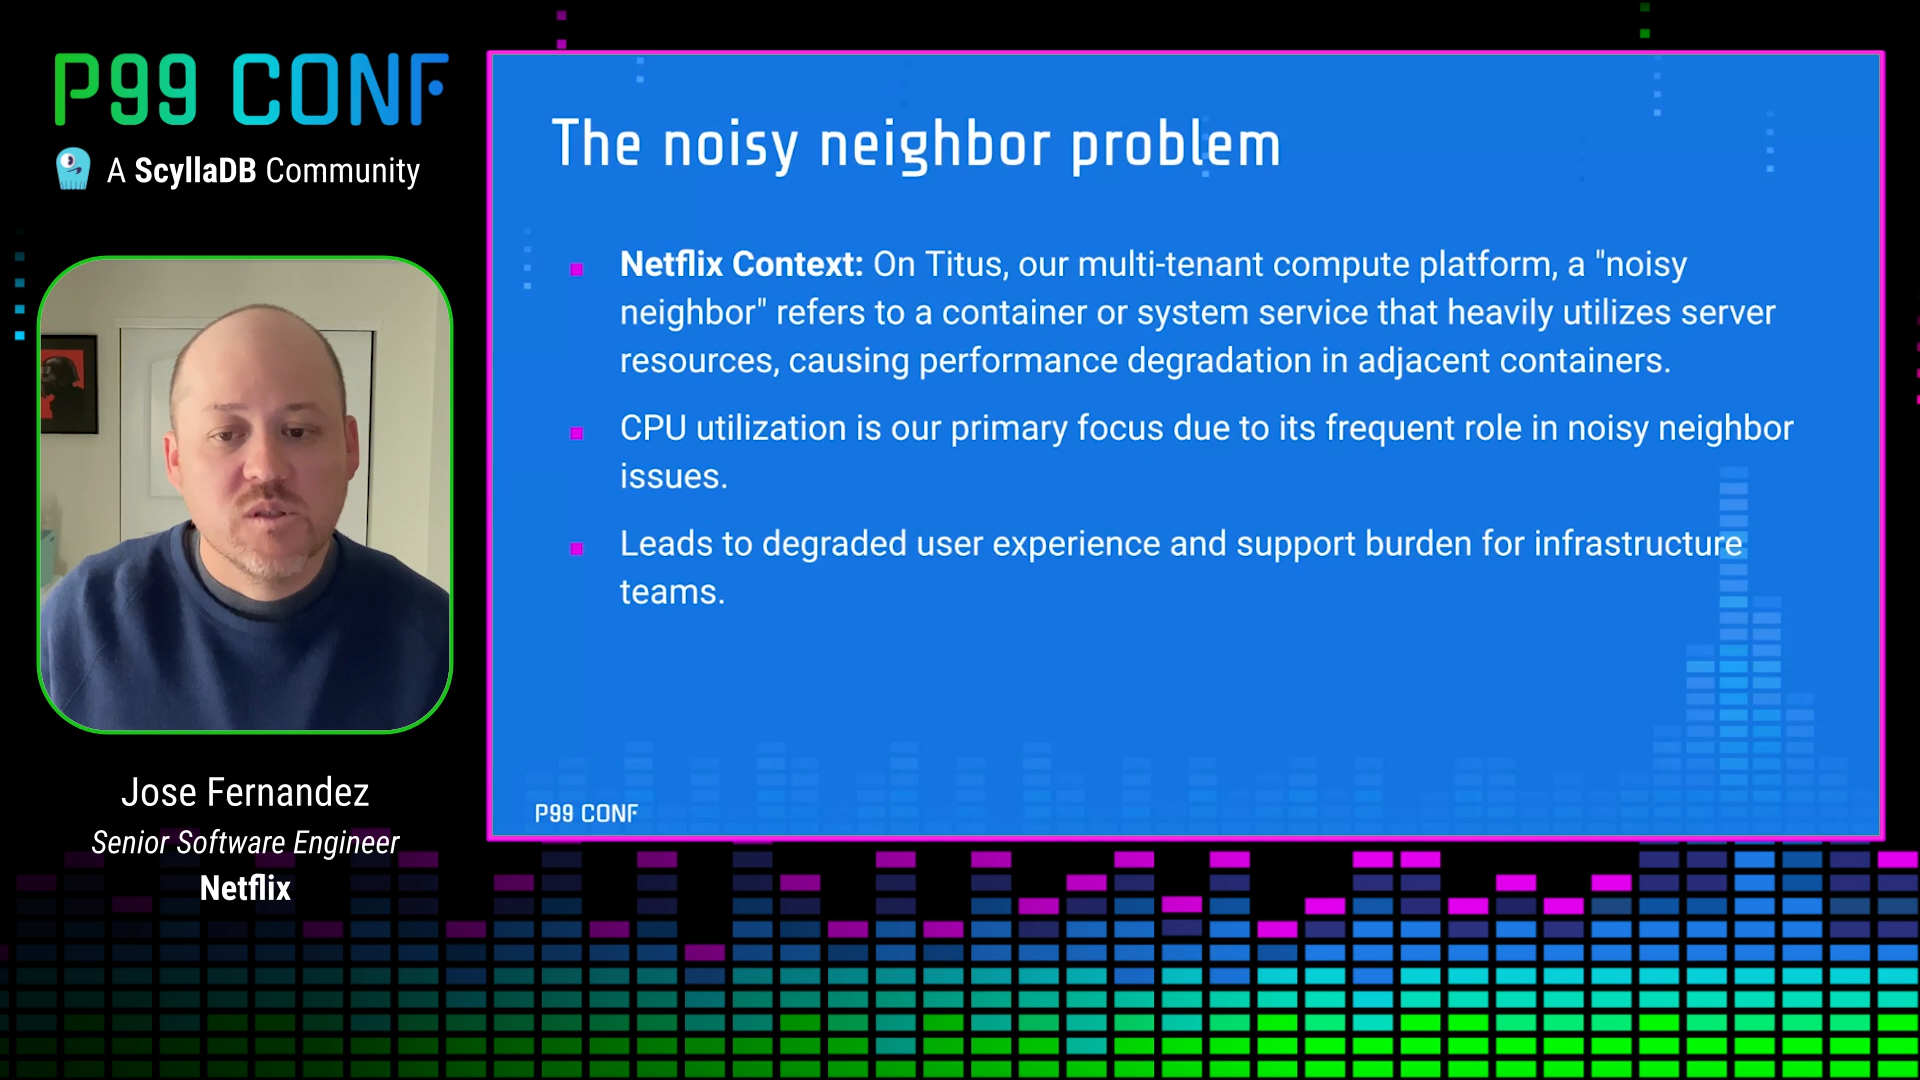 P99 CONF
A ScyllaDB Community
Jose Fernandez
Senior Software Engineer
Netflix
The noisy neighbor problem
Netflix Context: On Titus, our multi-tenant compute platform, a "noisy
neighbor" refers to a container or system service that heavily utilizes server
resources, causing performance degradation in adjacent containers.
CPU utilization is our primary focus due to its frequent role in noisy neighbor
issues.
Leads to degraded user experience and support burden for infrastructure
teams.
P99 CONF